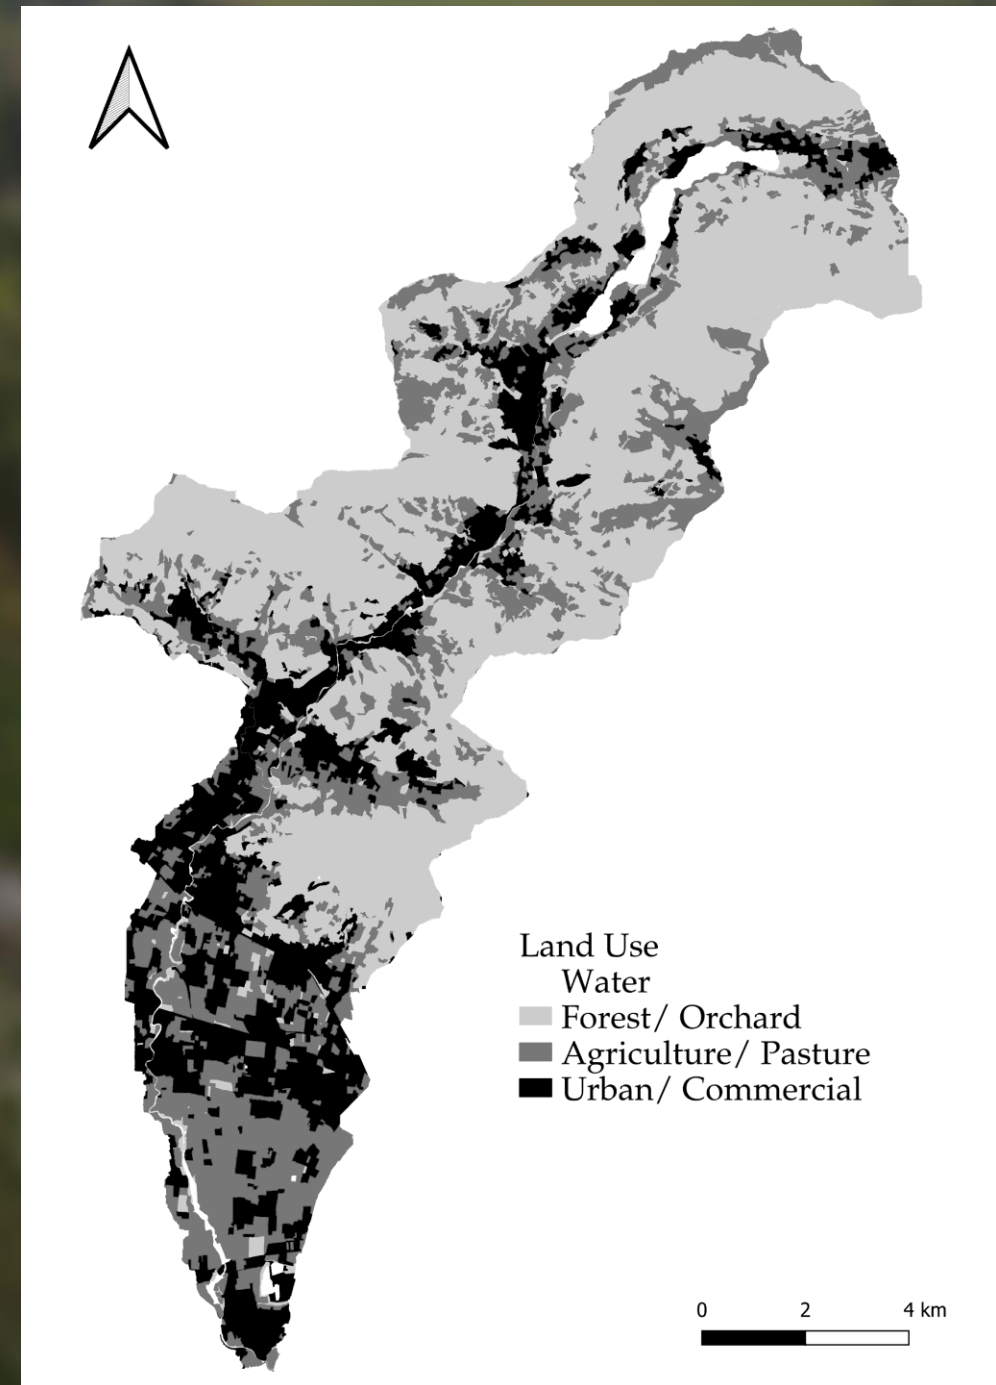 Land Use
Water
Forest/ Orchard
Agriculture/ Pasture
Urban/ Commercial
0 2 4 km